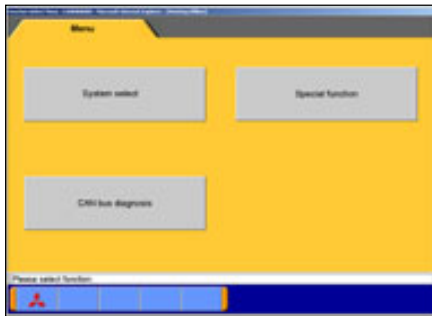 Menu
System select
Special function
CAN bus diagnosis
Please select function